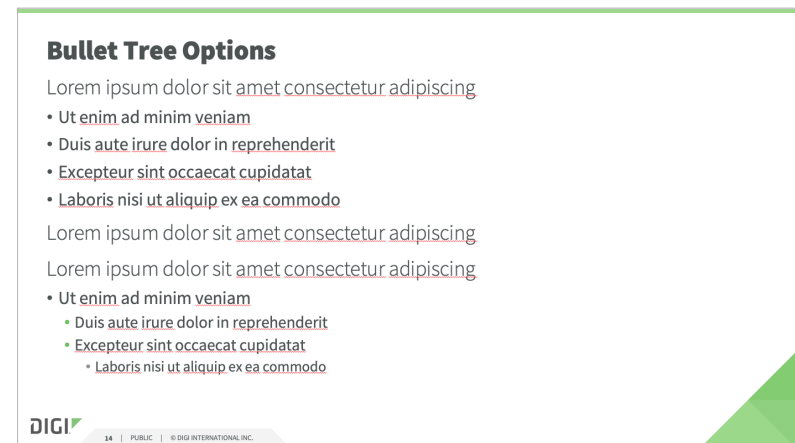 Bullet Tree Options
Lorem ipsum dolor sit amet consectetur adipiscing
• Ut enim ad minim veniam
• Duis aute irure dolor in reprehenderit
• Excepteur sint occaecat cupidatat
• Laboris nisi ut aliquip ex ea commodo
Lorem ipsum dolor sit amet consectetur adipiscing
Lorem ipsum dolor sit amet consectetur adipiscing
• Ut enim ad minim veniam
• Duis aute irure dolor in reprehenderit
• Excepteur sint occaecat cupidatat
• Laboris nisi ut aliquip ex ea commodo
DIGI
14 | PUBLIC | © DIGI INTERNATIONAL INC.